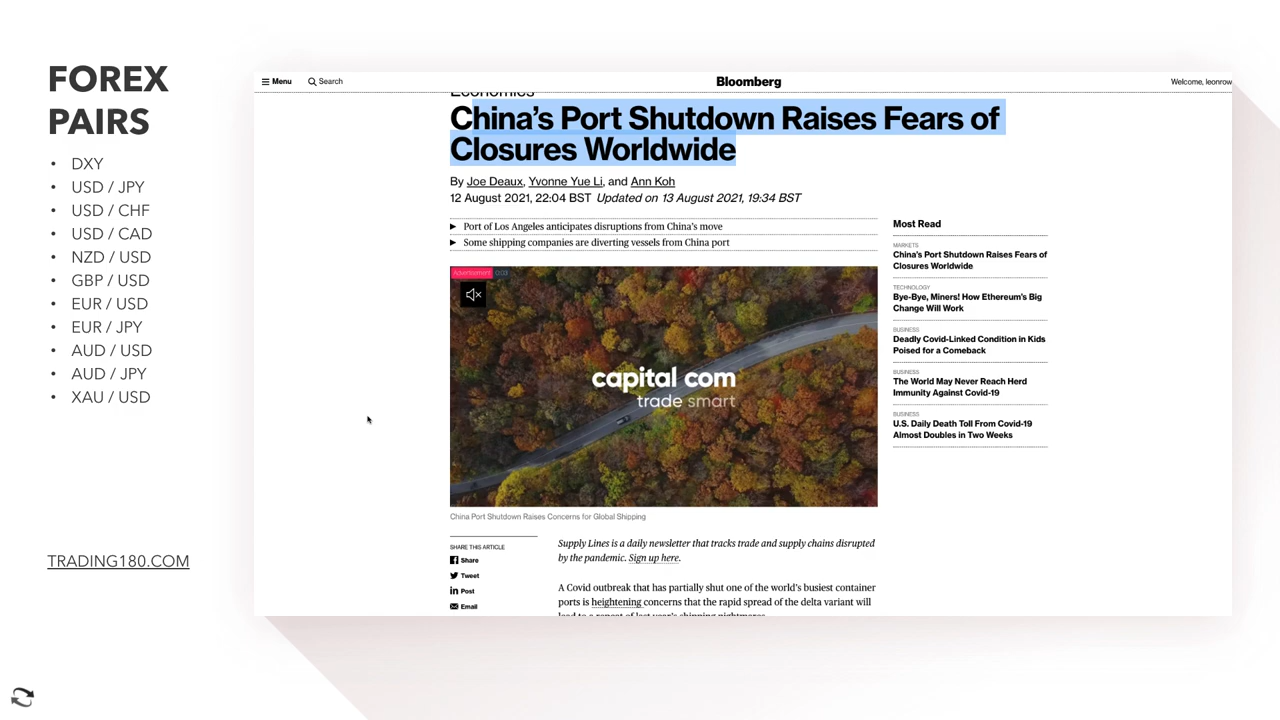 FOREX
PAIRS
• DXY
• USD / JPY
• USD / CHF
• USD / CAD
• NZD / USD
• GBP / USD
• EUR / USD
• EUR / JPY
• AUD / USD
• AUD / JPY
• XAU / USD
TRADING180.COM
Menu
Search
Bloomberg
Welcome, leonrow
Economics
China’s Port Shutdown Raises Fears of
Closures Worldwide
By Joe Deaux, Yvonne Yue Li, and Ann Koh
12 August 2021, 22:04 BST Updated on 13 August 2021, 19:34 BST
Port of Los Angeles anticipates disruptions from China’s move
Some shipping companies are diverting vessels from China port
Advertisement
capital com
trade smart
China Port Shutdown Raises Concerns for Global Shipping
SHARE THIS ARTICLE
Share
Tweet
Post
Email
Supply Lines is a daily newsletter that tracks trade and supply chains disrupted
by the pandemic. Sign up here.
A Covid outbreak that has partially shut one of the world’s busiest container
ports is heightening concerns that the rapid spread of the delta variant will
lead to a repeat of last year’s shipping nightmares.
Most Read
MARKETS
China’s Port Shutdown Raises Fears of
Closures Worldwide
TECHNOLOGY
Bye-Bye, Miners! How Ethereum’s Big
Change Will Work
BUSINESS
Deadly Covid-Linked Condition in Kids
Poised for a Comeback
BUSINESS
The World May Never Reach Herd
Immunity Against Covid-19
BUSINESS
U.S. Daily Death Toll From Covid-19
Almost Doubles in Two Weeks